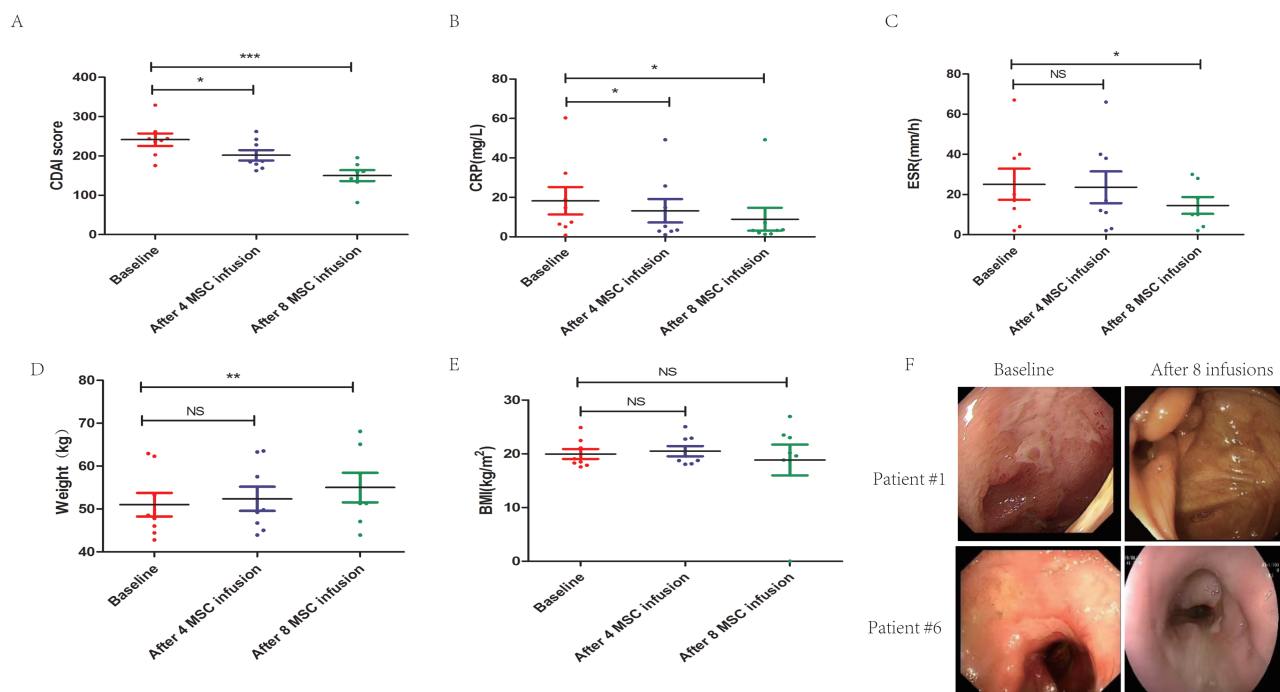 A
***
*
400
300
200
100
0
CDAI score
Baseline
After 4 MSC infusion
After 8 MSC infusion
B
*
*
80
60
40
20
0
CRP(mg/L)
Baseline
After 4 MSC infusion
After 8 MSC infusion
C
*
NS
80
60
40
20
0
ESR(mm/h)
Baseline
After 4 MSC infusion
After 8 MSC infusion
D
**
NS
80
70
60
50
40
Weight (kg)
Baseline
After 4 MSC infusion
After 8 MSC infusion
E
NS
NS
30
20
10
0
BMI(kg/m²)
Baseline
After 4 MSC infusion
After 8 MSC infusion
F
Baseline
After 8 infusions
Patient #1
Patient #6